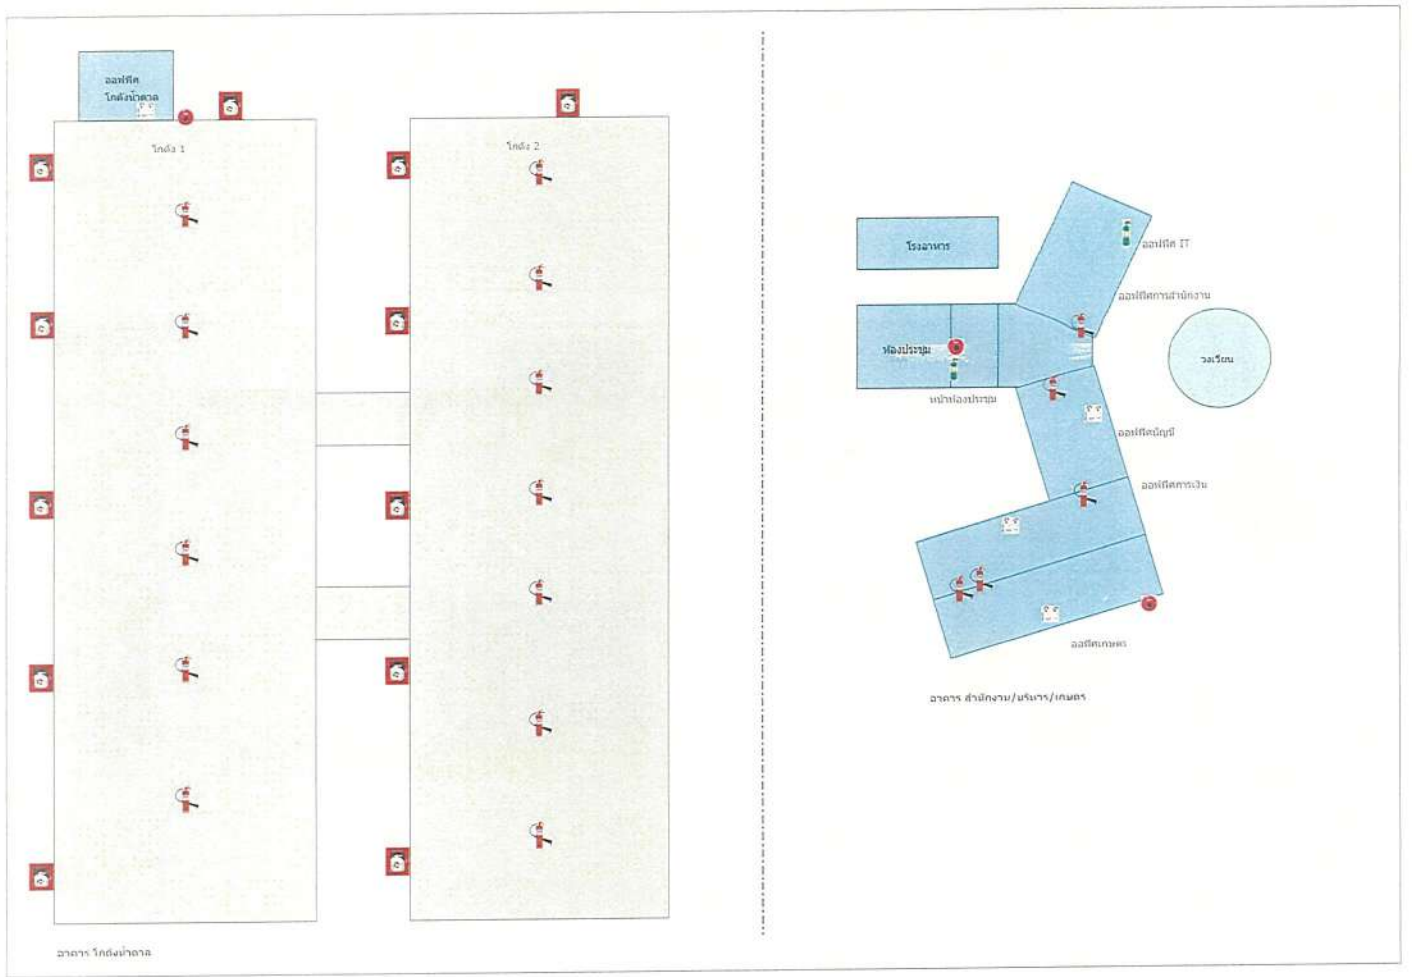 ออฟฟิศ
โกดังน้ำตาล
โกดัง 1
โกดัง 2
อาคาร โกดังน้ำตาล
โรงอาหาร
ออฟฟิศ IT
ออฟฟิศการสำนักงาน
ห้องประชุม
วงเวียน
หน้าห้องประชุม
ออฟฟิศบัญชี
ออฟฟิศการเงิน
ออฟฟิศเกษตร
อาคาร สำนักงาน/บริหาร/เกษตร